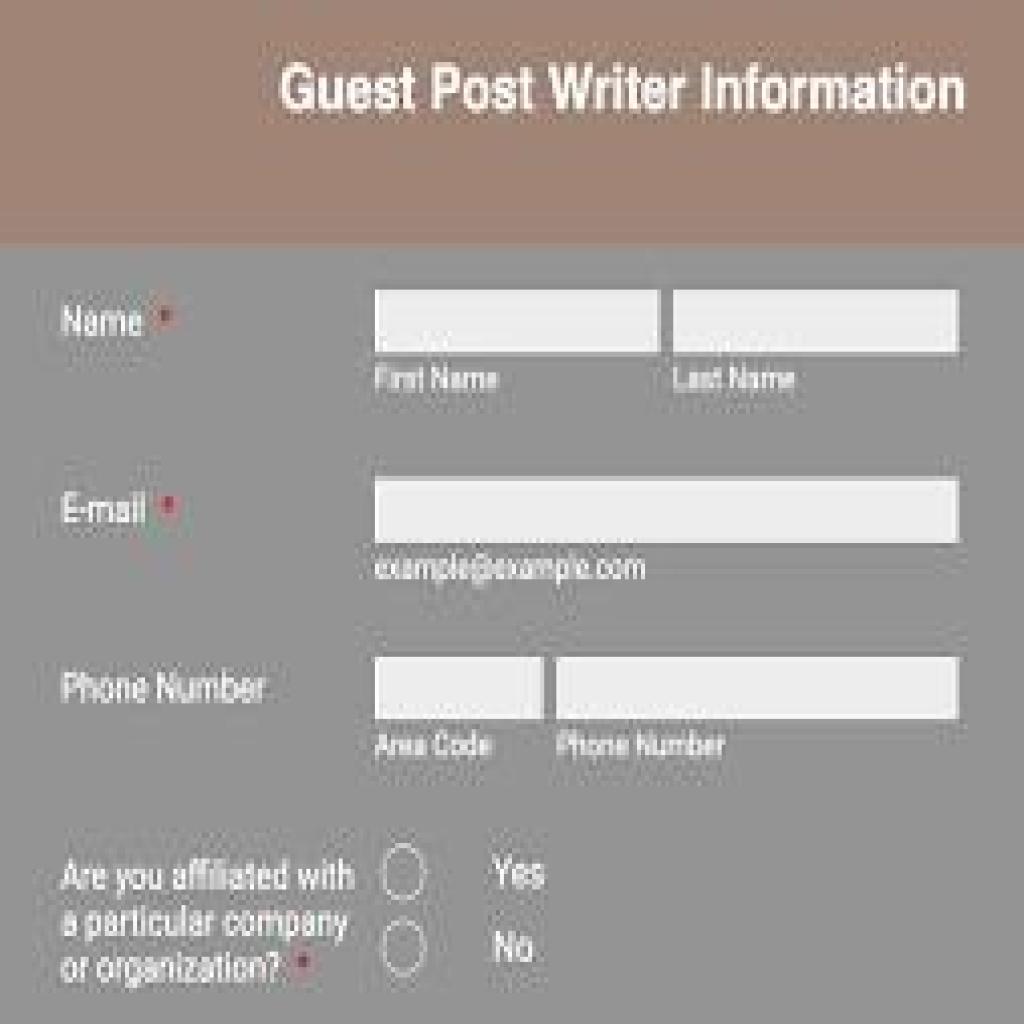 Guest Post Writer Information
Name *
First Name Last Name
E-mail *
example@example.com
Phone Number
Area Code Phone Number
Are you affiliated with
a particular company
or organization? *
Yes
No